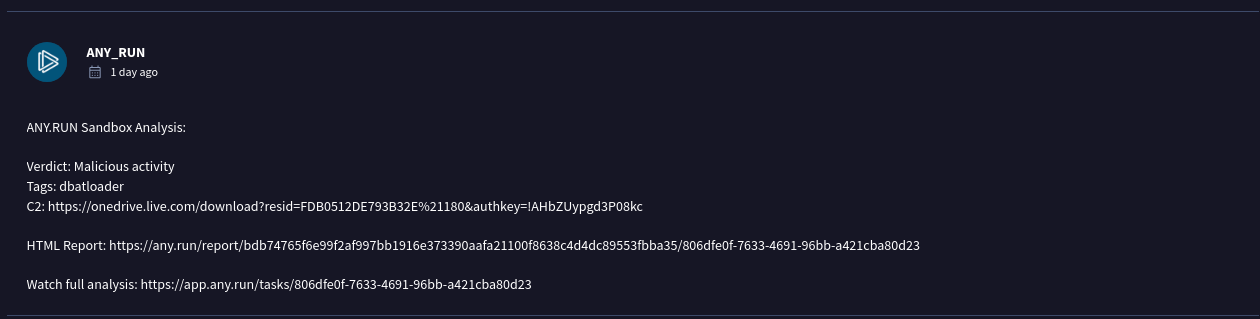 ANY_RUN
1 day ago
ANY.RUN Sandbox Analysis:
Verdict: Malicious activity
Tags: dbatloader
C2: https://onedrive.live.com/download?resid=FDB0512DE793B32E%21180&authkey=!AHbZUypgd3P08kc
HTML Report: https://any.run/report/bdb74765f6e99f2af997bb1916e373390aafa21100f8638c4d4dc89553fbba35/806dfe0f-7633-4691-96bb-a421cba80d23
Watch full analysis: https://app.any.run/tasks/806dfe0f-7633-4691-96bb-a421cba80d23